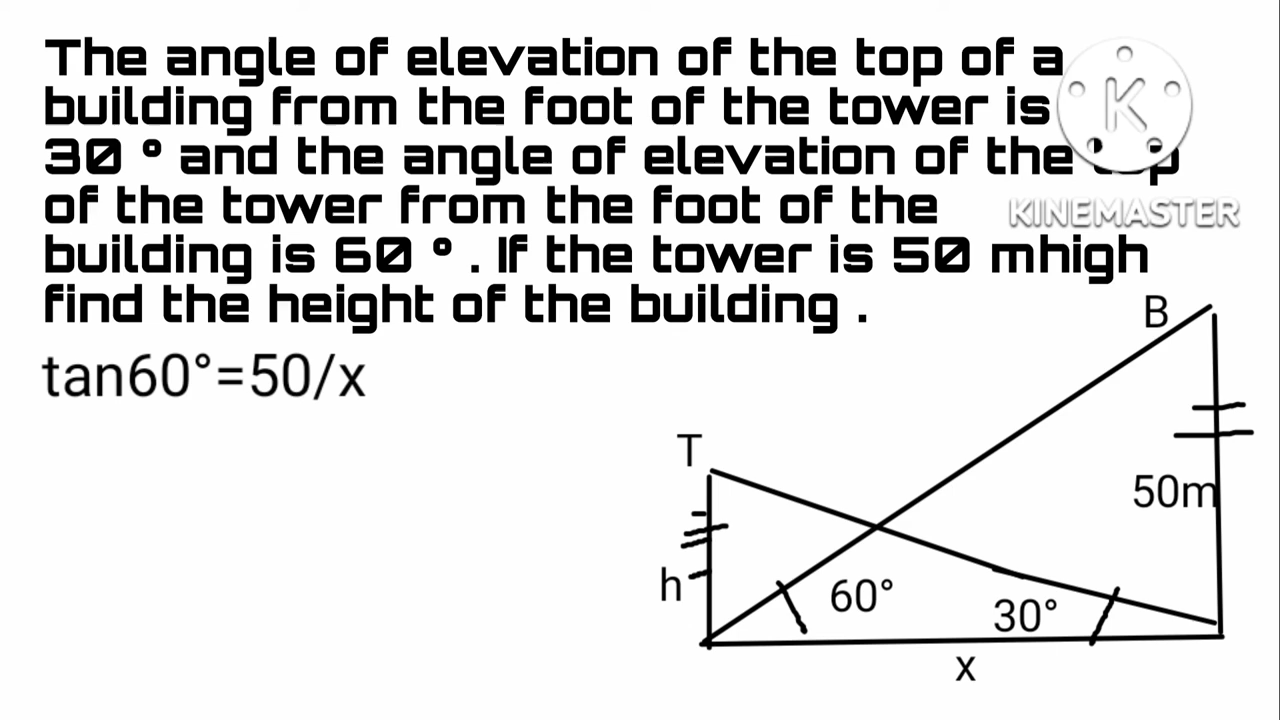 The angle of elevation of the top of a
building from the foot of the tower is
30 ° and the angle of elevation of the top
of the tower from the foot of the
building is 60 ° . If the tower is 50 mhigh
find the height of the building .
K
KINEMASTER
tan60°=50/x
B
T
50m
h
60°
30°
x